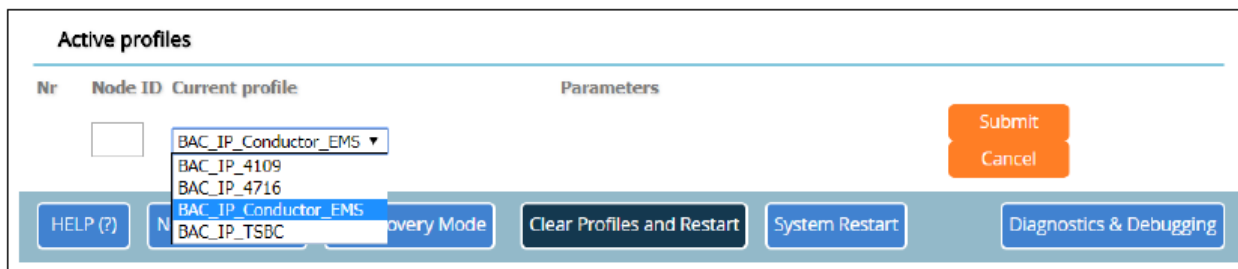 Active profiles
Nr Node ID Current profile Parameters
BAC_IP_Conductor_EMS
Submit
Cancel
BAC_IP_4109
BAC_IP_4716
BAC_IP_Conductor_EMS
BAC_IP_TSBC
HELP (?) N overy Mode Clear Profiles and Restart System Restart Diagnostics & Debugging